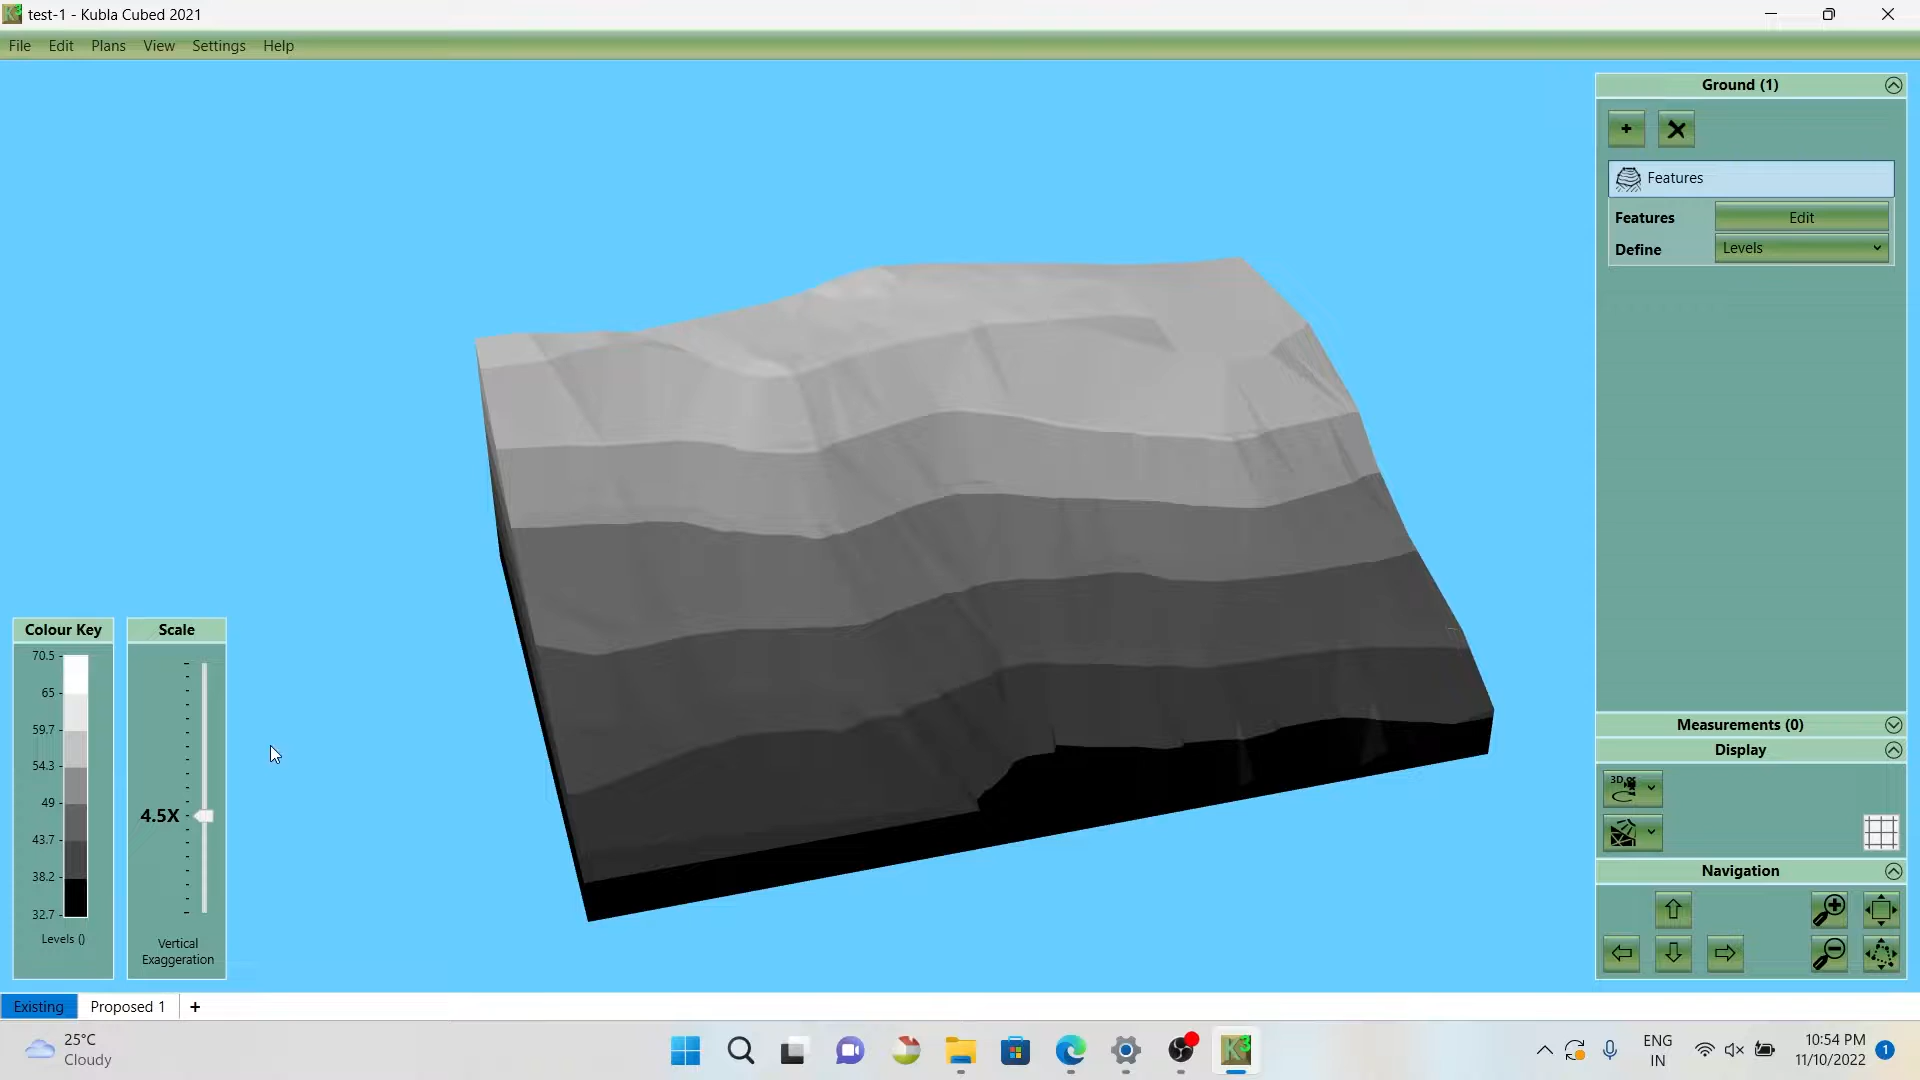 test-1 - Kubla Cubed 2021
File Edit Plans View Settings Help
Ground (1)
Features
Features Edit
Define Levels
Colour Key
70.5
65
59.7
54.3
49
43.7
38.2
32.7
Levels ()
Scale
4.5X
Vertical
Exaggeration
Measurements (0)
Display
3D
Navigation
Existing Proposed 1 +
25°C
Cloudy
K3
ENG
IN
10:54 PM
11/10/2022
1